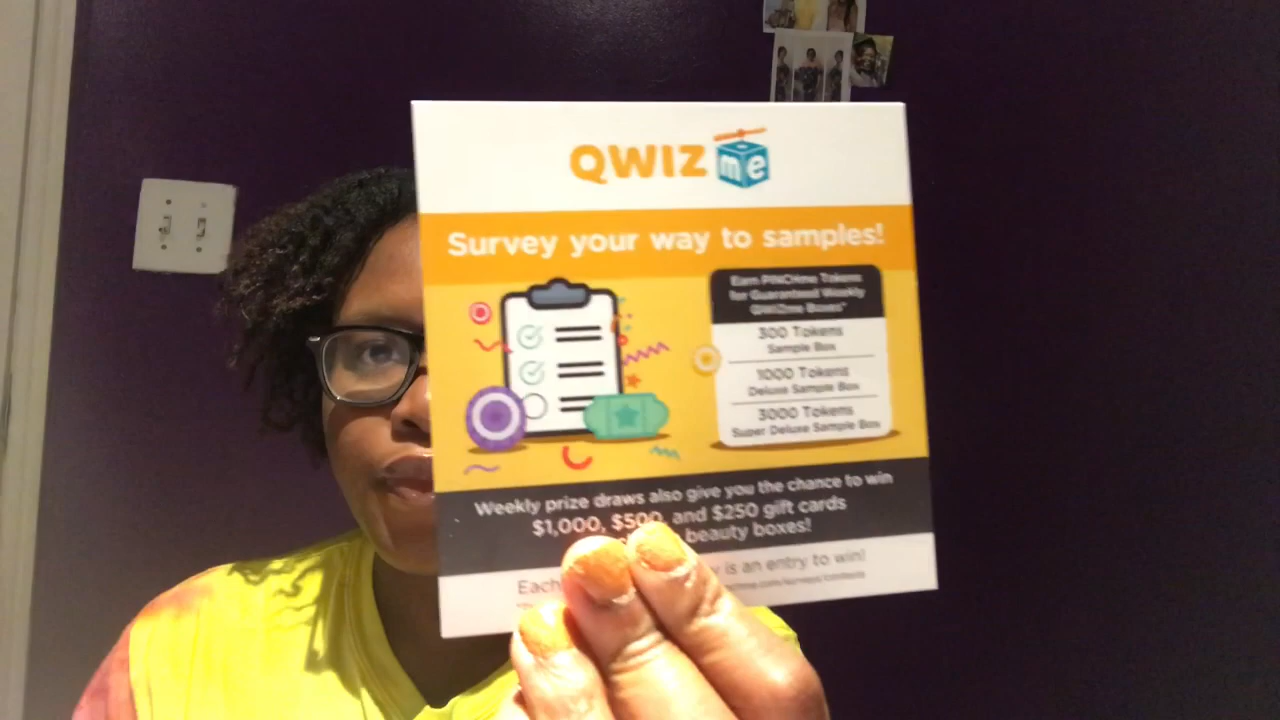 QWIZ me
Survey your way to samples!
Earn PINCHme Tokens
for Guaranteed Weekly
QWIZme Boxes*
300 Tokens
Sample Box
1000 Tokens
Deluxe Sample Box
3000 Tokens
Super Deluxe Sample Box
Weekly prize draws also give you the chance to win
$1,000, $500, and $250 gift cards
beauty boxes!
Each is an entry to win!